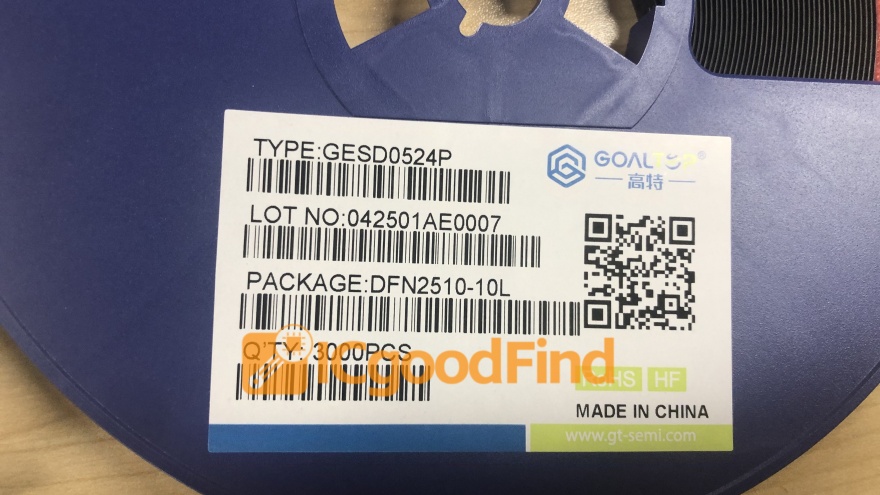 TYPE:GESD0524P
GOALTOP®
高特
LOT NO:042501AE0007
PACKAGE:DFN2510-10L
Q'TY: 3000PCS
ICgoodFind
RoHS HF
MADE IN CHINA
www.gt-semi.com